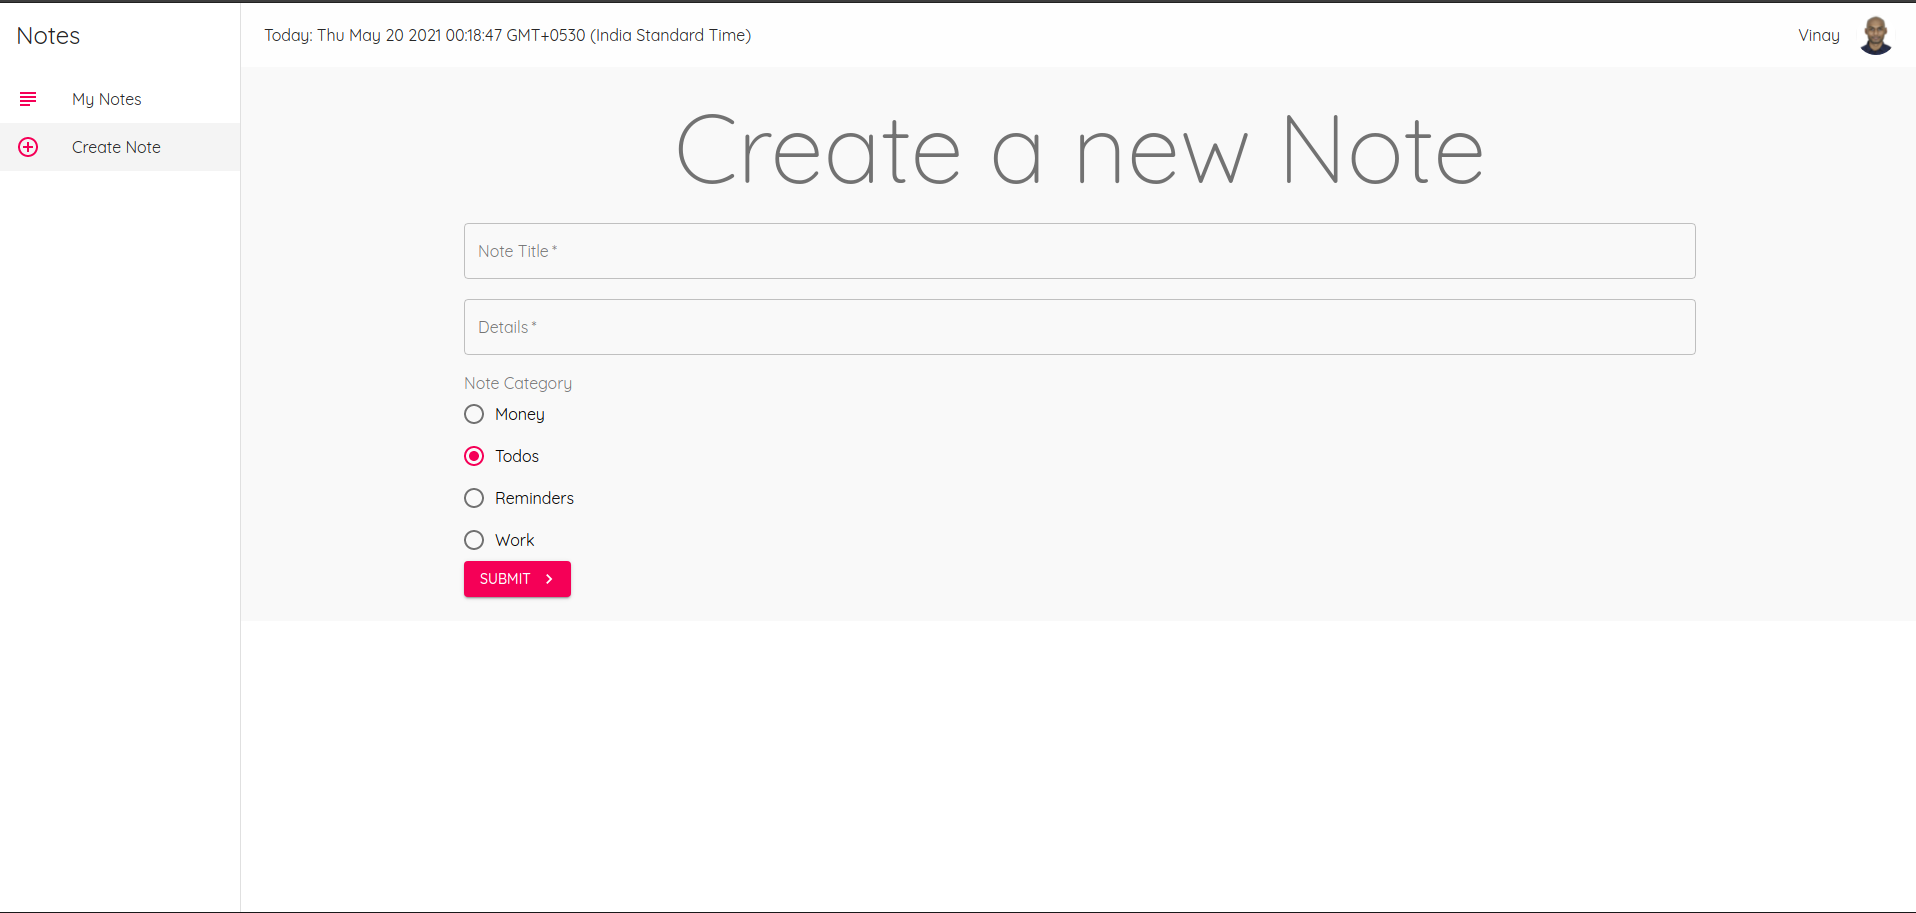 Notes
My Notes
Create Note
Today: Thu May 20 2021 00:18:47 GMT+0530 (India Standard Time)
Vinay
Create a new Note
Note Title *
Details *
Note Category
Money
Todos
Reminders
Work
SUBMIT